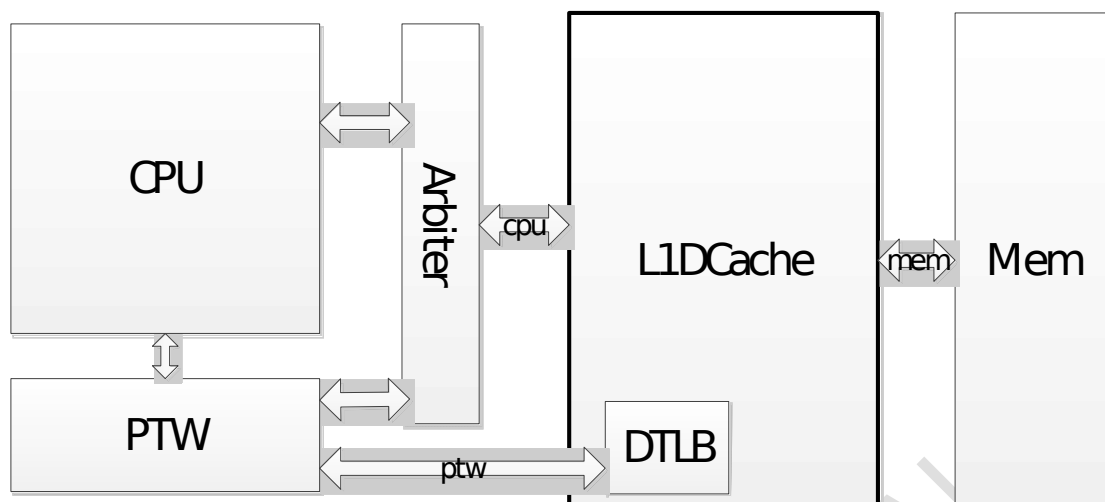 CPU
Arbiter
cpu
L1DCache
mem
Mem
PTW
ptw
DTLB